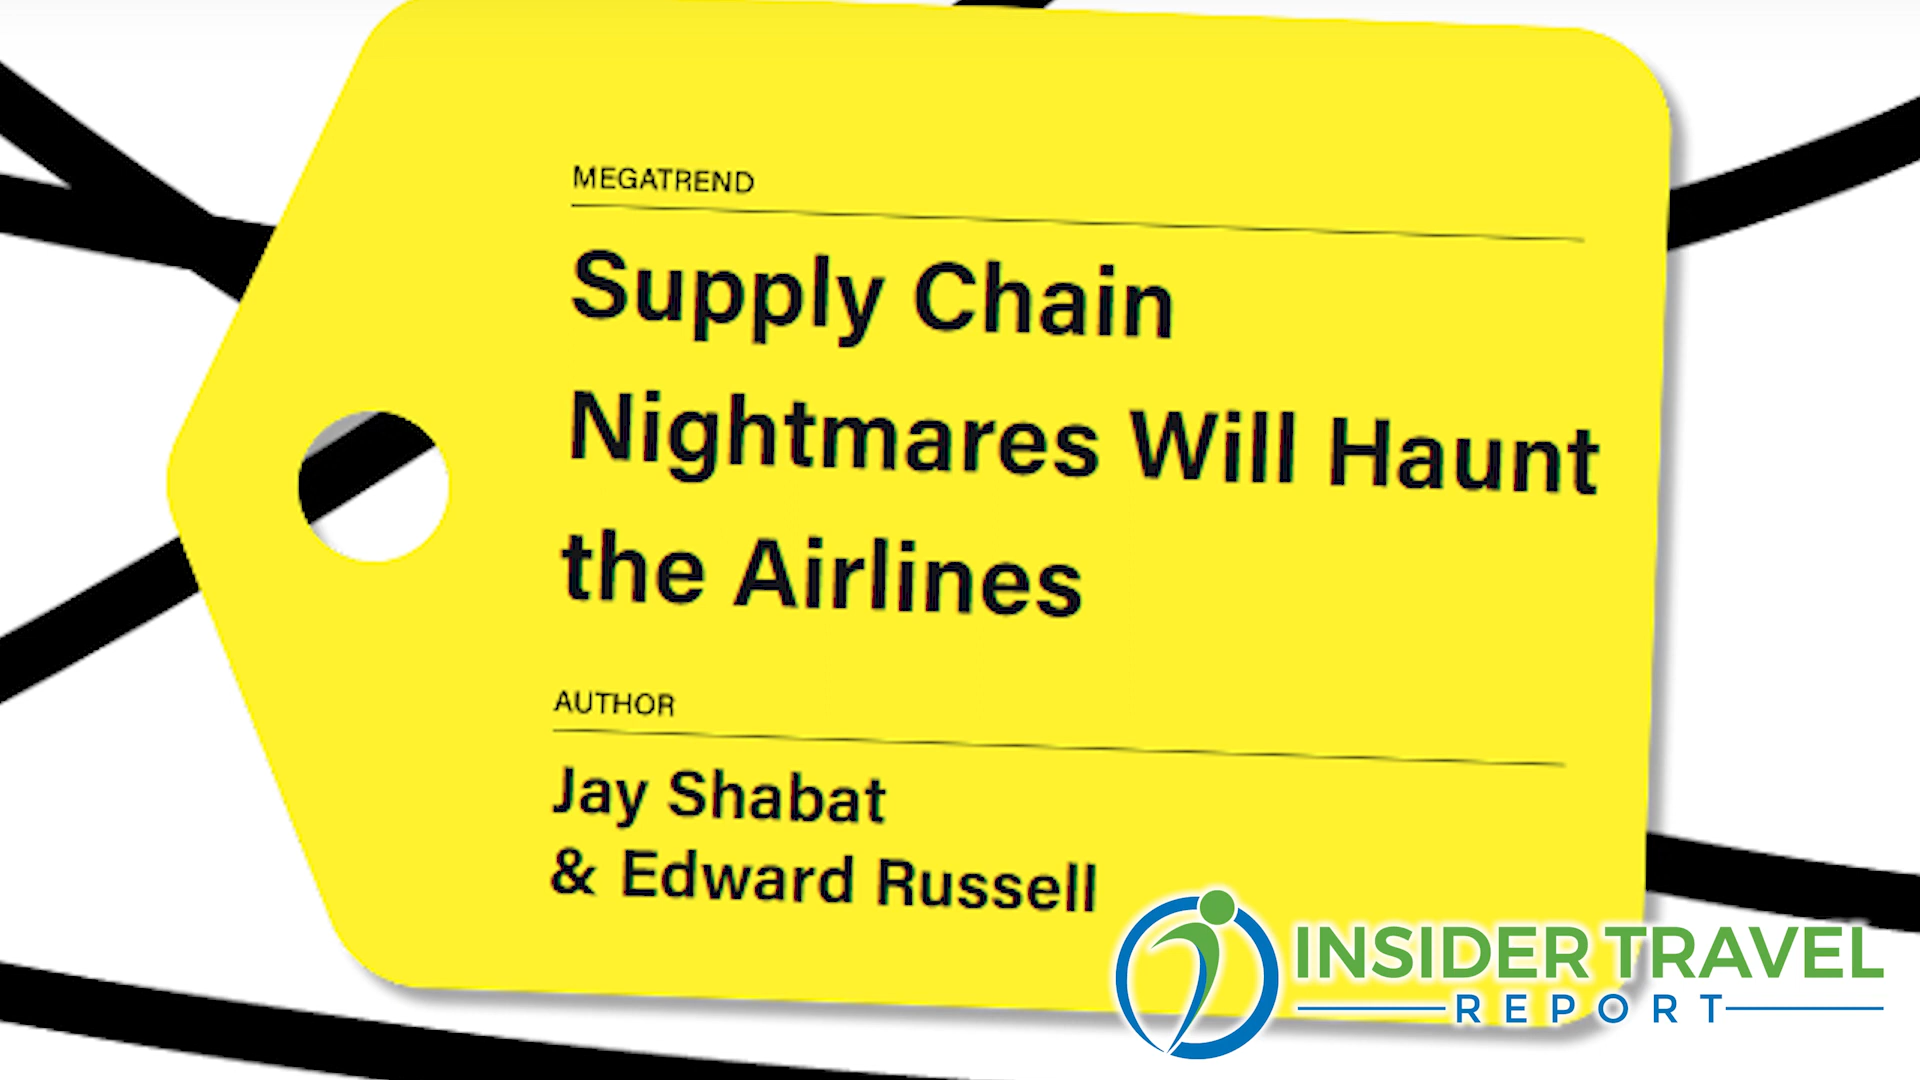 MEGATREND
Supply Chain
Nightmares Will Haunt
the Airlines
AUTHOR
Jay Shabat
& Edward Russell
INSIDER TRAVEL
REPORT